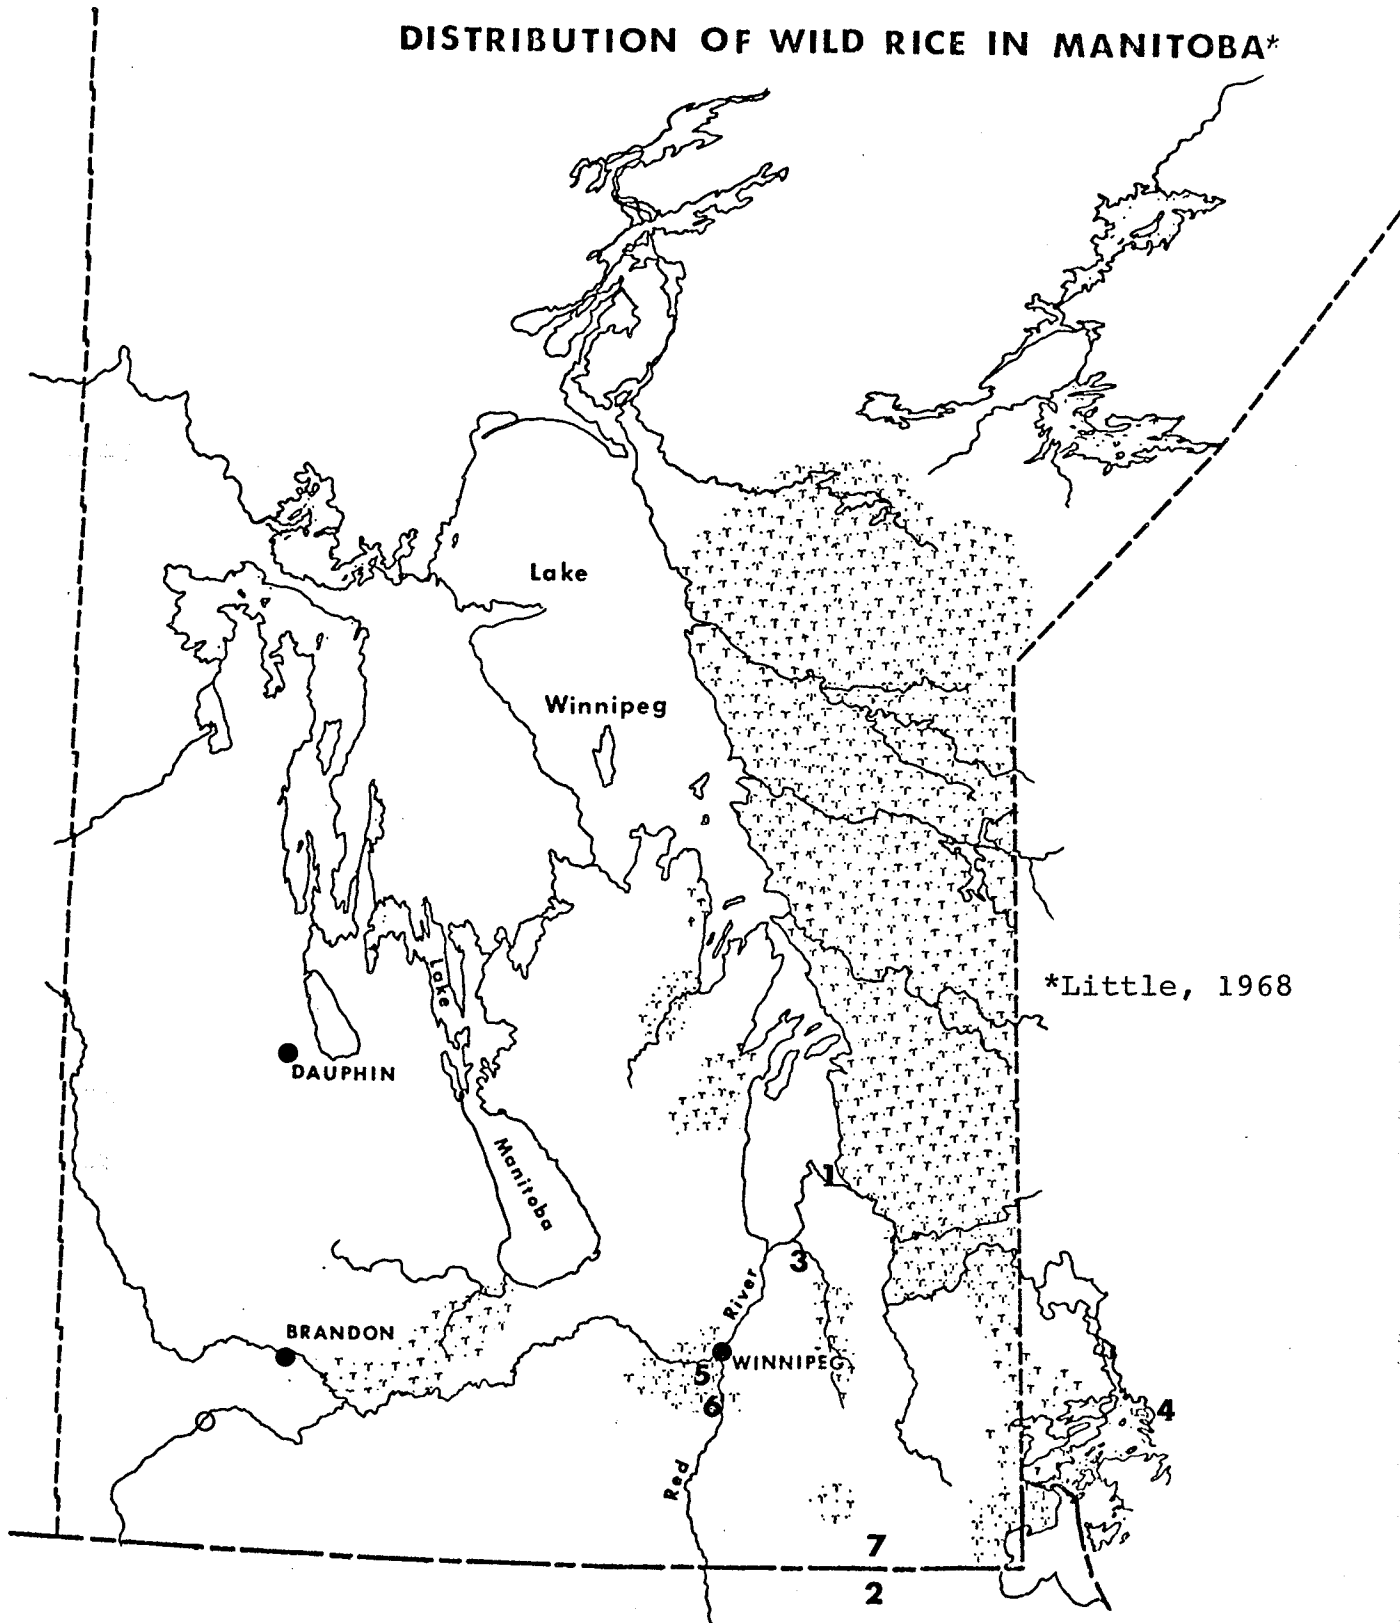 DISTRIBUTION OF WILD RICE IN MANITOBA*
Lake
Winnipeg
Lake
*Little, 1968
DAUPHIN
Manitoba
1
3
River
BRANDON
WINNIPEG
5
6
4
Red
7
2